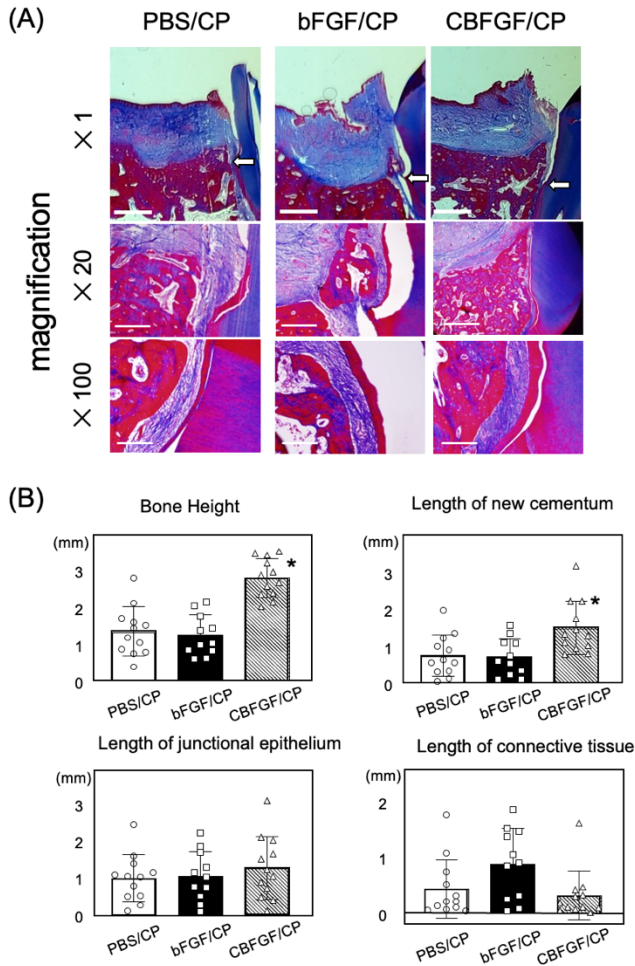 (A)
PBS/CP bFGF/CP CBFGF/CP
magnification
×1
×20
×100
(B)
Bone Height
(mm)
3
2
1
0
*
PBS/CP bFGF/CP CBFGF/CP
Length of new cementum
(mm)
3
2
1
0
*
PBS/CP bFGF/CP CBFGF/CP
Length of junctional epithelium
(mm)
3
2
1
0
PBS/CP bFGF/CP CBFGF/CP
Length of connective tissue
(mm)
2
1
0
PBS/CP bFGF/CP CBFGF/CP